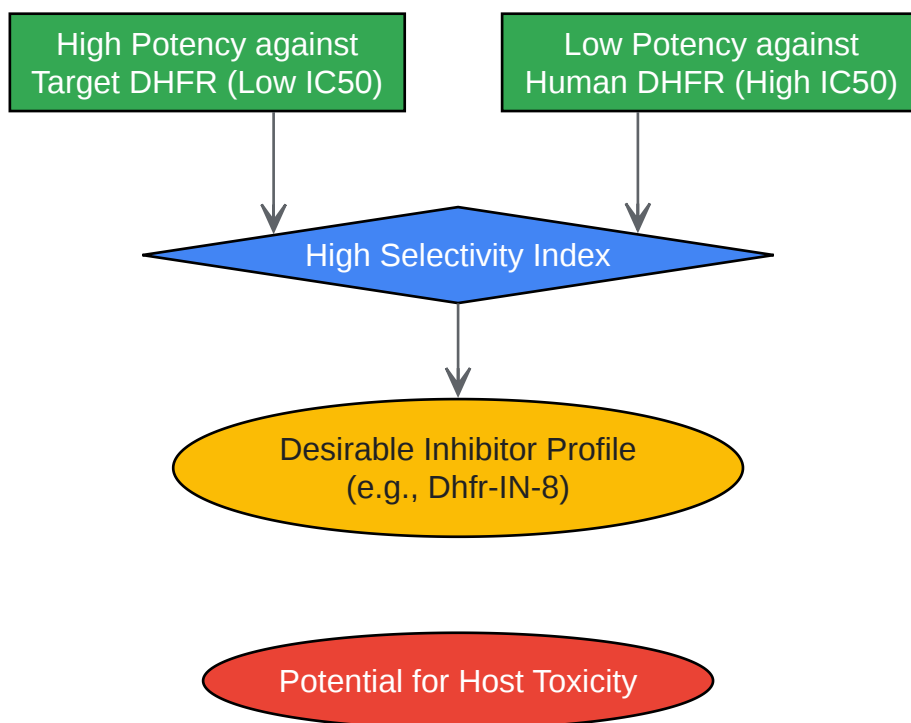 High Potency against
Target DHFR (Low IC50)
Low Potency against
Human DHFR (High IC50)
High Selectivity Index
Desirable Inhibitor Profile
(e.g., Dhfr-IN-8)
Potential for Host Toxicity